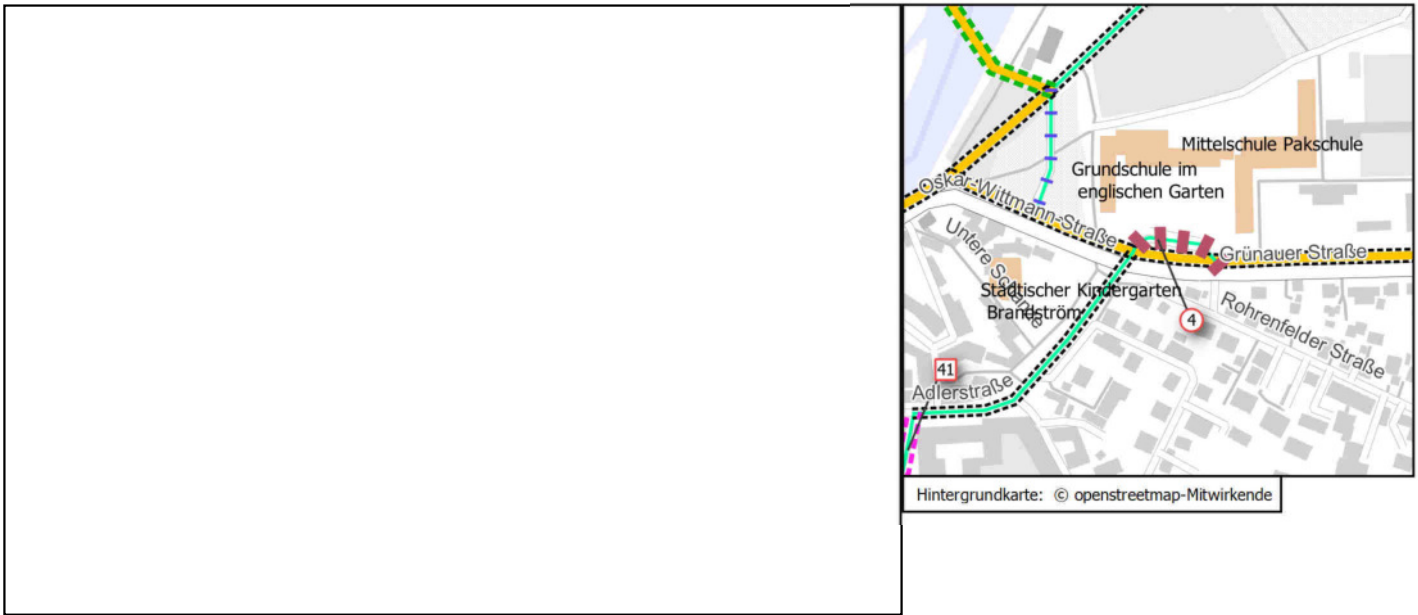 Mittelschule Pakschule
Grundschule im
englischen Garten
Oskar-Wittmann-Straße
Grünauer Straße
Untere Schanze
Städtischer Kindergarten
Brandström
4
Rohrenfelder Straße
41
Adlerstraße
Hintergrundkarte: © openstreetmap-Mitwirkende